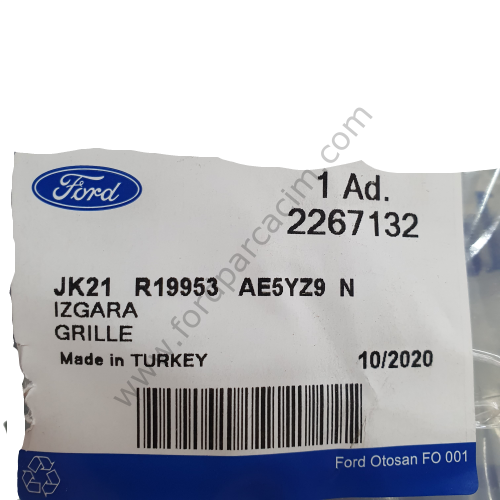 Ford
1 Ad.
2267132
JK21 R19953 AE5YZ9 N
IZGARA
GRILLE
Made in TURKEY 10/2020
Ford Otosan FO 001
www.fordparcacim.com